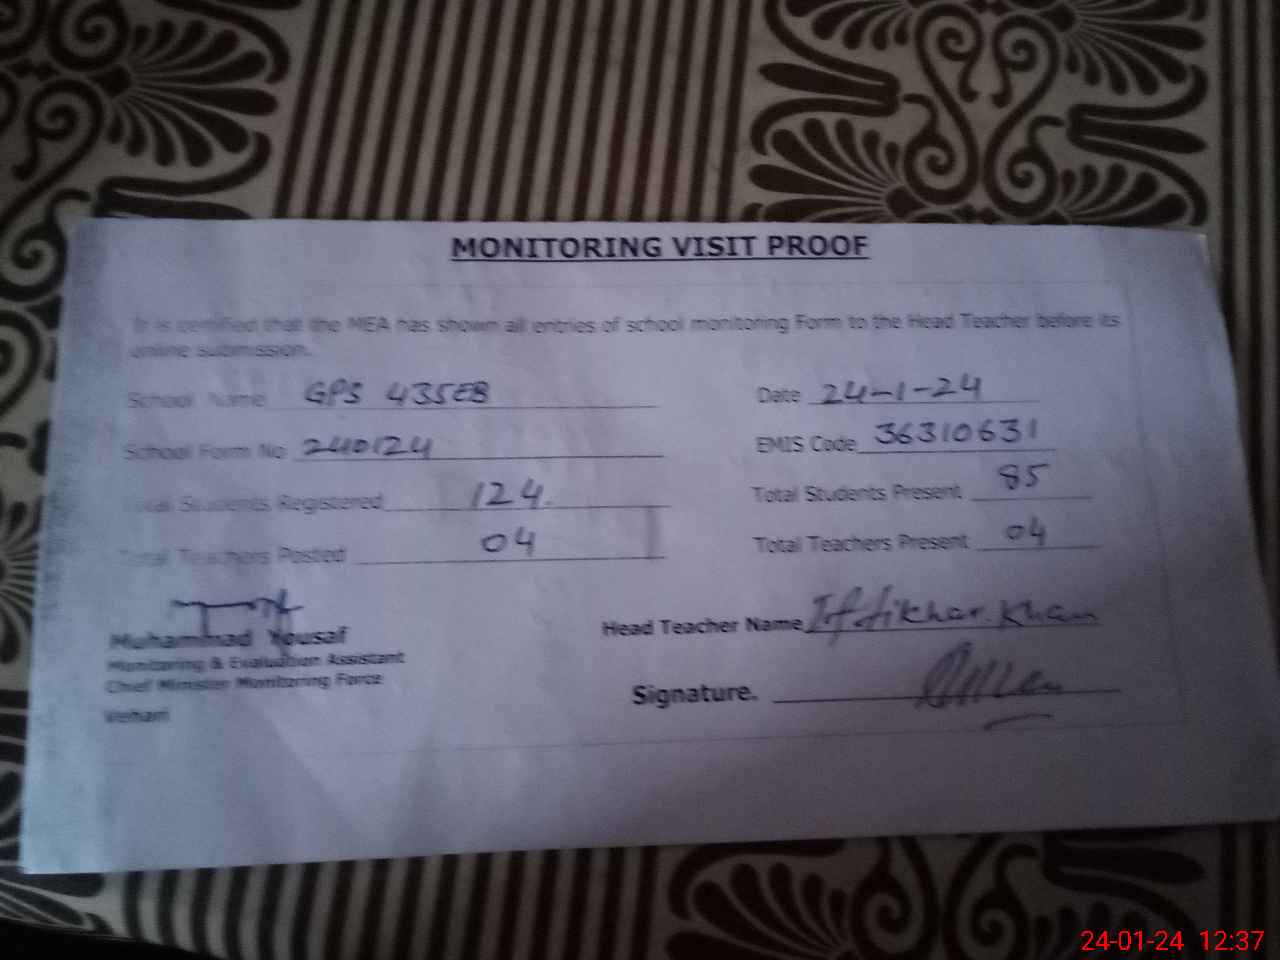 MONITORING VISIT PROOF
It is certified that the MEA has shown all entries of school monitoring Form to the Head Teacher before its
online submission.
School Name GPS 435EB Date 24-1-24
School Form No 240124 EMIS Code 36310631
Total Students Registered 124. Total Students Present 85
Total Teachers Posted 04 Total Teachers Present 04
Muhammad Yousaf Head Teacher Name Iftikhar. Khan
Monitoring & Evaluation Assistant
Chief Minister Monitoring Force
Signature.
Vehari
24-01-24 12:37